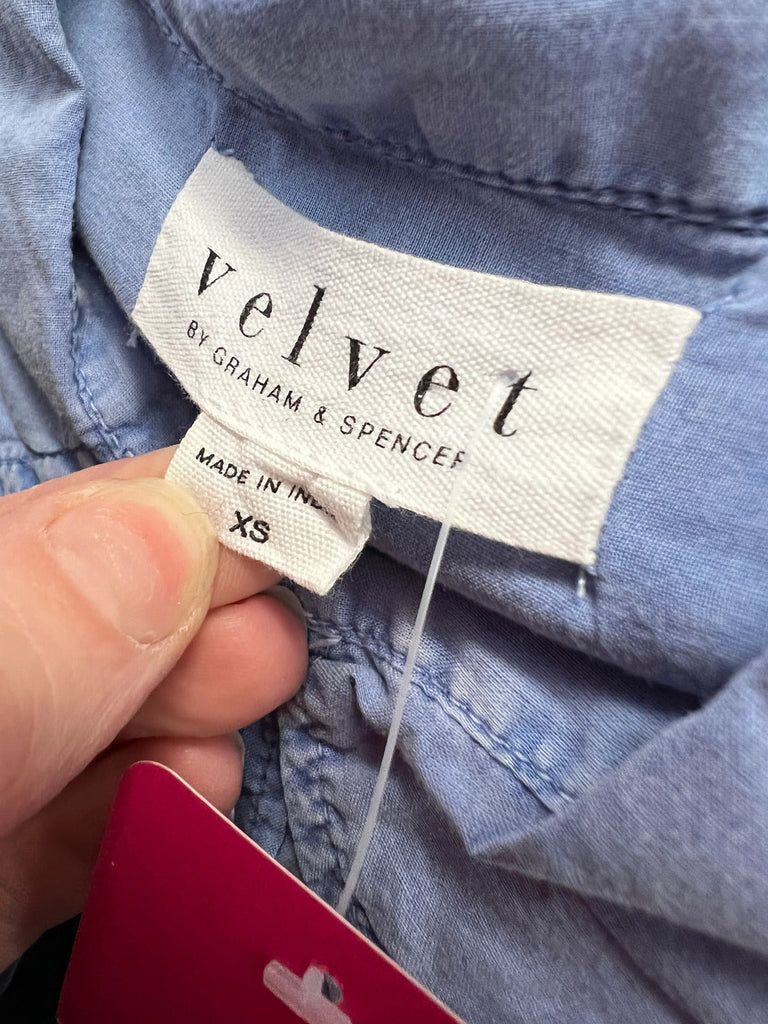 velvet
BY GRAHAM & SPENCER
MADE IN
XS